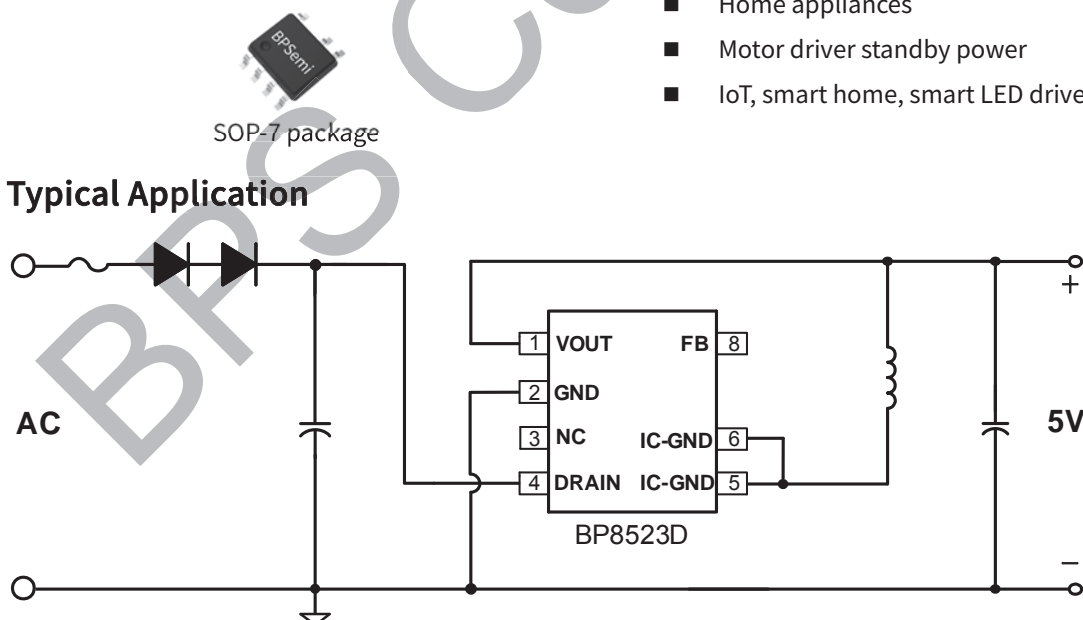 Home appliances
Motor driver standby power
IoT, smart home, smart LED drive
BPSemi
SOP-7 package
Typical Application
AC
1 VOUT
2 GND
3 NC
4 DRAIN
FB 8
IC-GND 6
IC-GND 5
BP8523D
+
5V
–
BPS Co